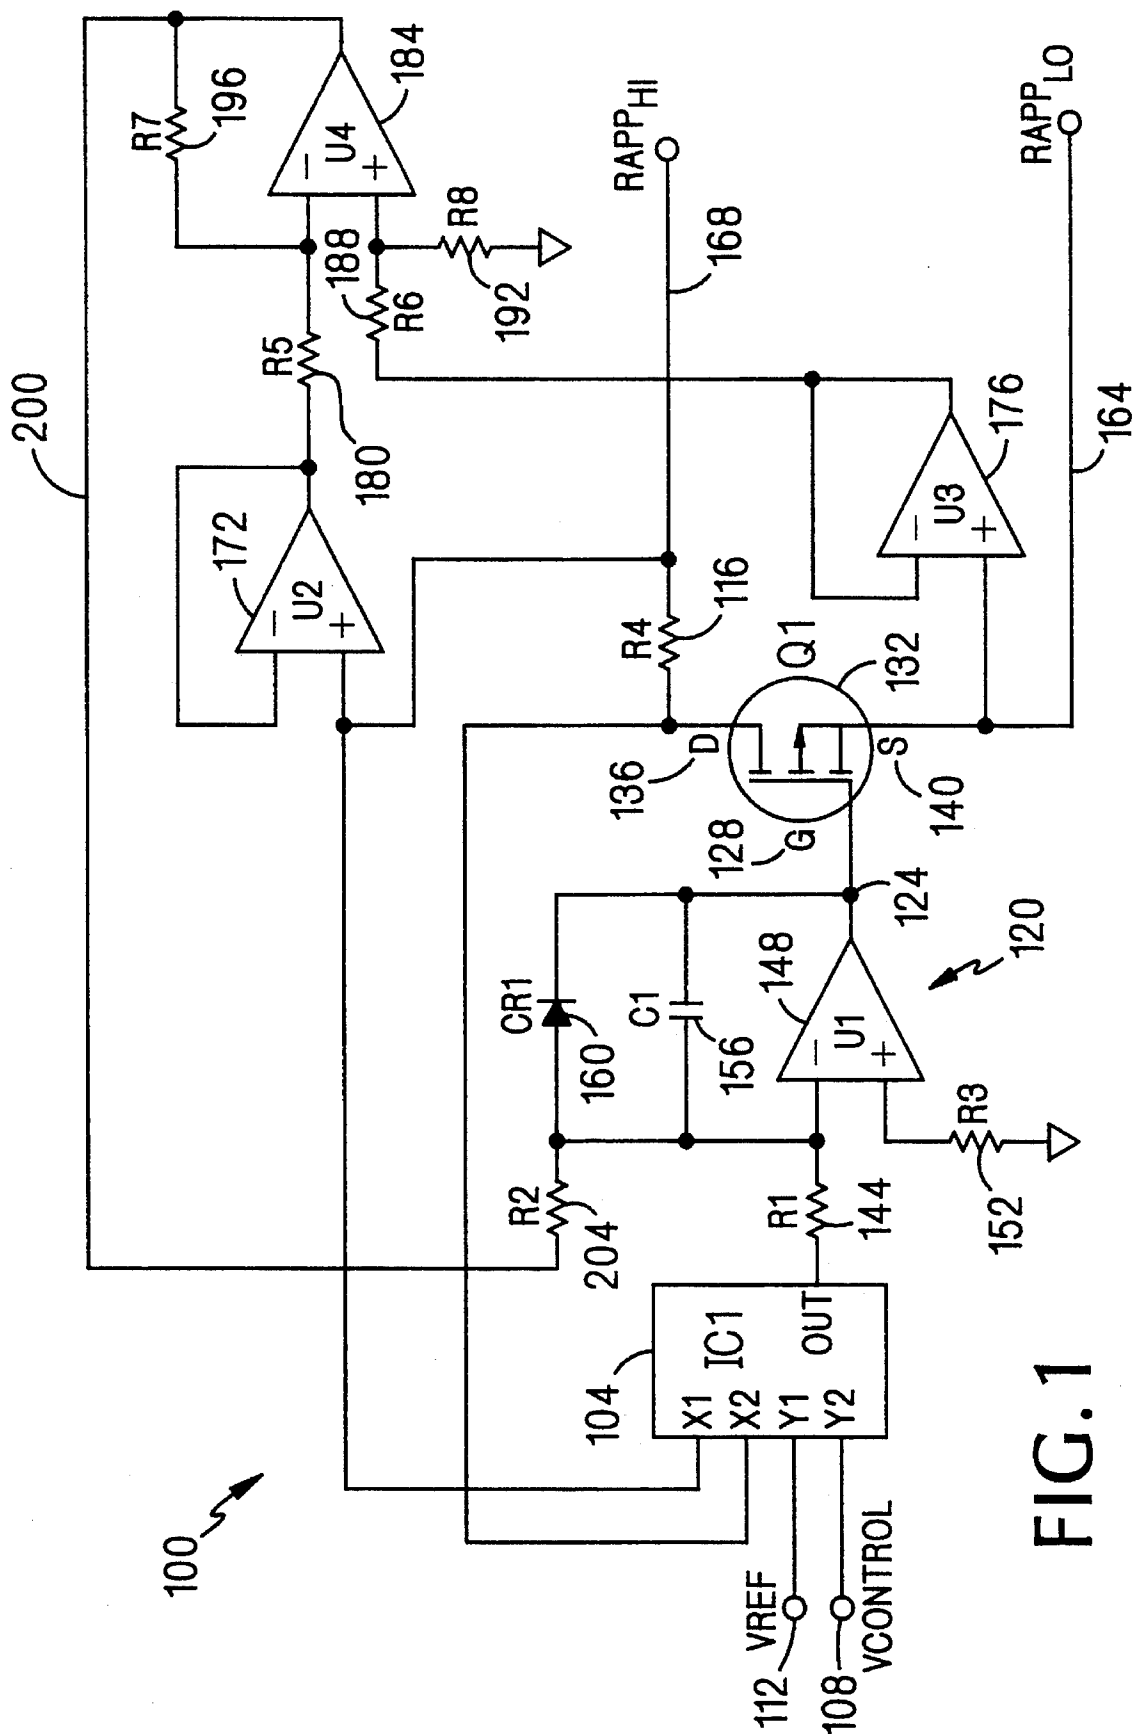 200
R7
196
U4
−
+
184
R5
180
188
R6
R8
192
172
U2
−
+
RAPP_HI
168
R4
116
RAPP_LO
164
176
U3
−
+
Q1
132
D
136
G
128
S
140
124
120
CR1
160
C1
156
148
U1
−
+
R2
204
R1
144
R3
152
104
IC1
X1
X2
Y1
Y2
OUT
100
VREF
112
VCONTROL
108
FIG. 1